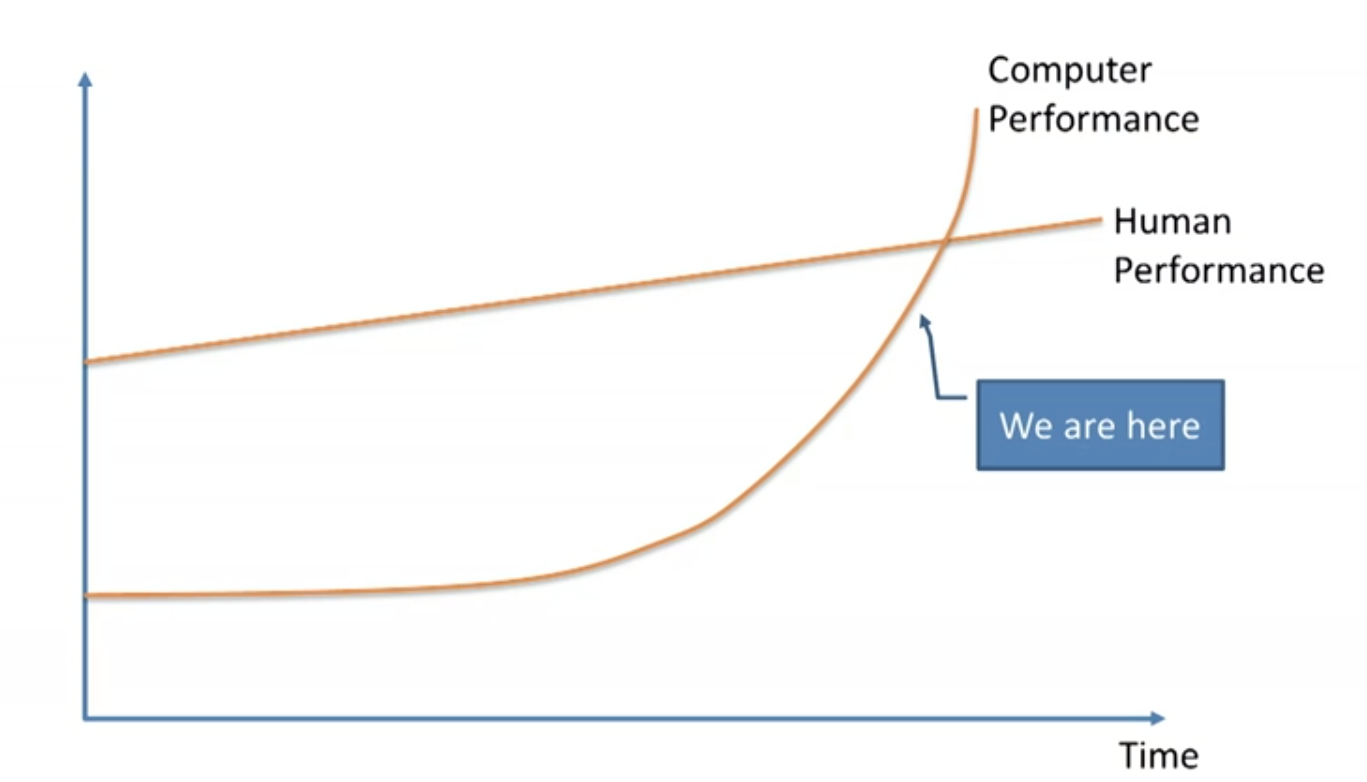 Computer
Performance
Human
Performance
We are here
Time